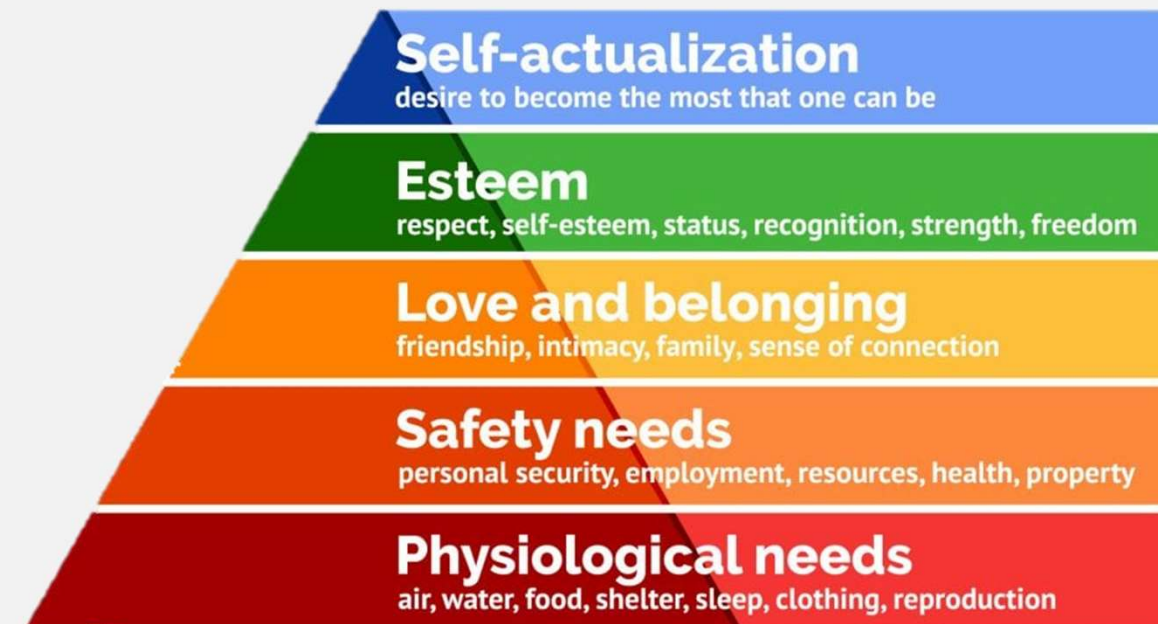 Self-actualization
desire to become the most that one can be
Esteem
respect, self-esteem, status, recognition, strength, freedom
Love and belonging
friendship, intimacy, family, sense of connection
Safety needs
personal security, employment, resources, health, property
Physiological needs
air, water, food, shelter, sleep, clothing, reproduction